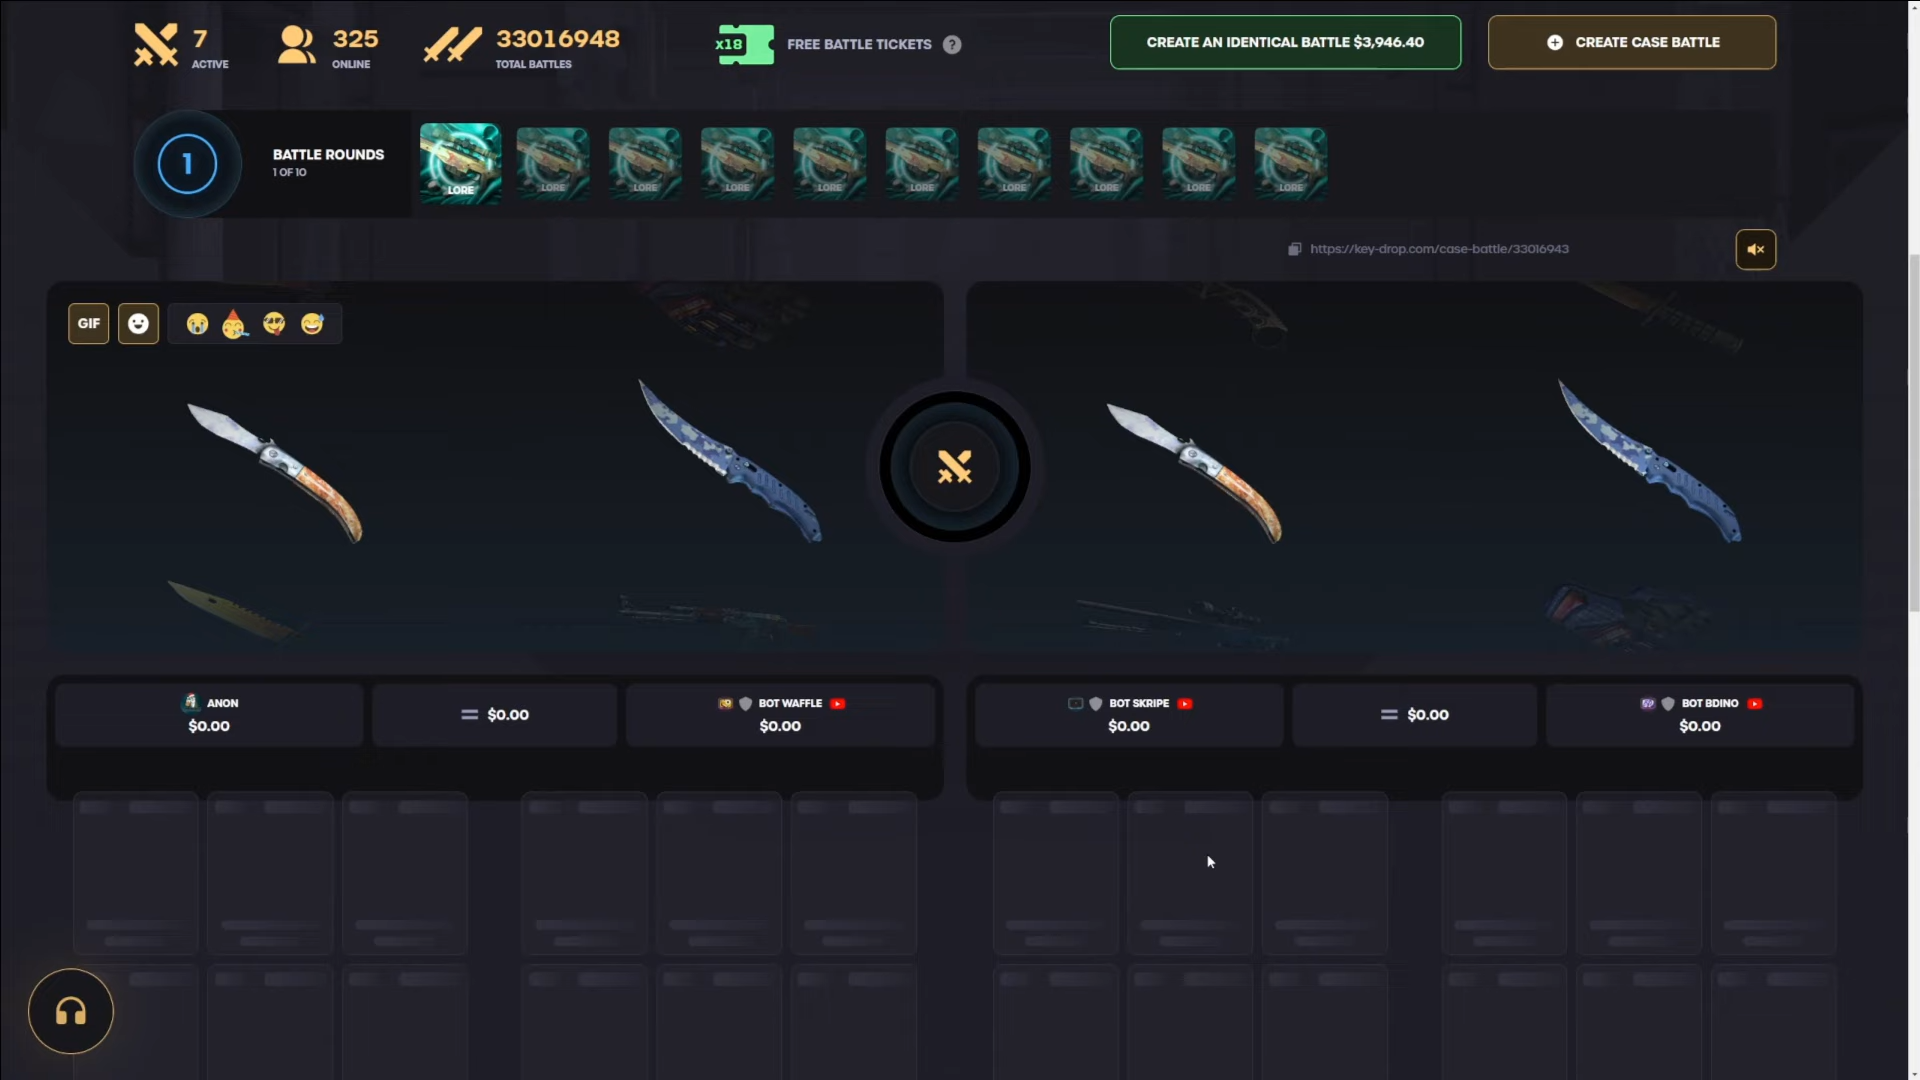 7
ACTIVE
325
ONLINE
33016948
TOTAL BATTLES
x18
FREE BATTLE TICKETS ?
CREATE AN IDENTICAL BATTLE $3,946.40
CREATE CASE BATTLE
1
BATTLE ROUNDS
1 OF 10
LORE
LORE
LORE
LORE
LORE
LORE
LORE
LORE
LORE
LORE
https://key-drop.com/case-battle/33016943
GIF
ANON
$0.00
= $0.00
BOT WAFFLE
$0.00
BOT SKRIPE
$0.00
= $0.00
BOT BDINO
$0.00